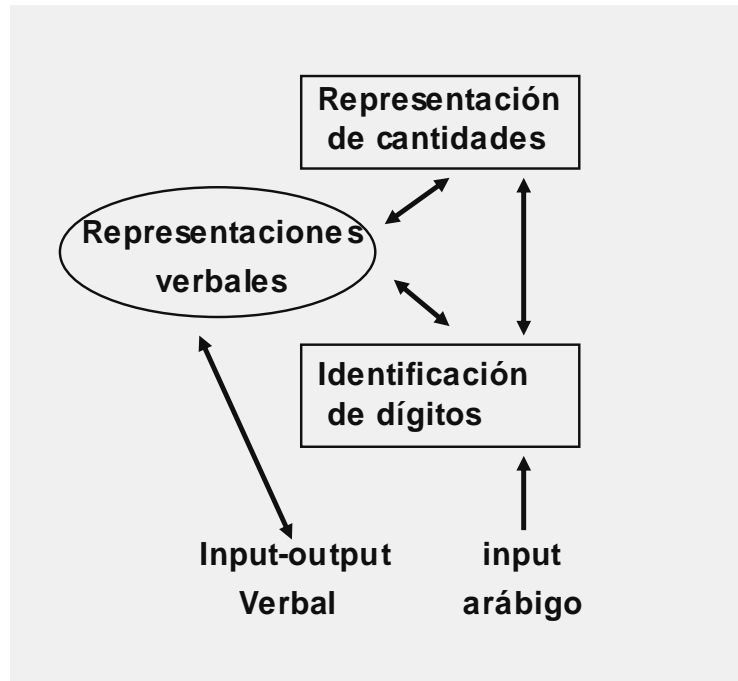 Representación
de cantidades
Representaciones
verbales
Identificación
de dígitos
Input-output
Verbal
input
arábigo